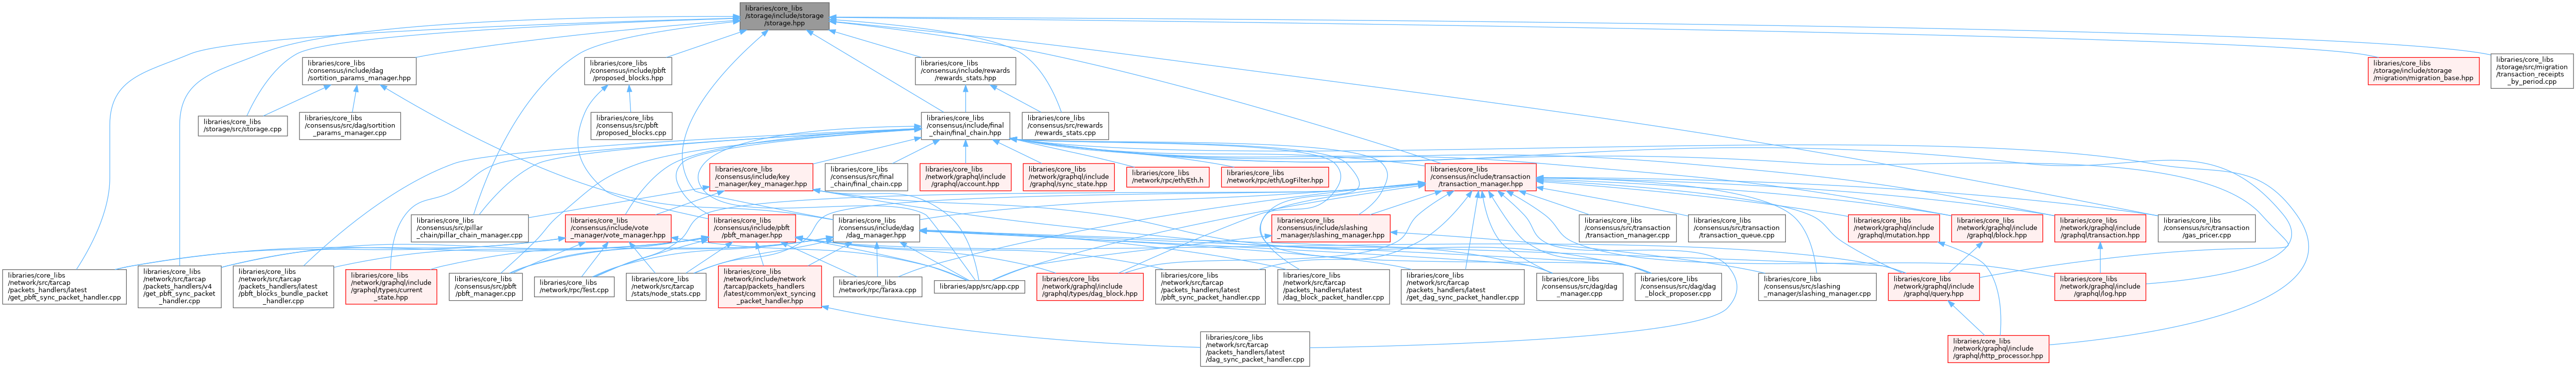 libraries/core_libs
/storage/include/storage
/storage.hpp
libraries/core_libs
/consensus/include/dag
/sortition_params_manager.hpp
libraries/core_libs
/consensus/include/pbft
/proposed_blocks.hpp
libraries/core_libs
/consensus/include/rewards
/rewards_stats.hpp
libraries/core_libs
/storage/include/storage
/migration/migration_base.hpp
libraries/core_libs
/storage/src/migration
/transaction_receipts
_by_period.cpp
libraries/core_libs
/storage/src/storage.cpp
libraries/core_libs
/consensus/src/dag/sortition
_params_manager.cpp
libraries/core_libs
/consensus/src/pbft
/proposed_blocks.cpp
libraries/core_libs
/consensus/include/final
_chain/final_chain.hpp
libraries/core_libs
/consensus/src/rewards
/rewards_stats.cpp
libraries/core_libs
/consensus/include/key
_manager/key_manager.hpp
libraries/core_libs
/consensus/src/final
_chain/final_chain.cpp
libraries/core_libs
/network/graphql/include
/graphql/account.hpp
libraries/core_libs
/network/graphql/include
/graphql/sync_state.hpp
libraries/core_libs
/network/rpc/eth/Eth.h
libraries/core_libs
/network/rpc/eth/LogFilter.hpp
libraries/core_libs
/consensus/include/transaction
/transaction_manager.hpp
libraries/core_libs
/consensus/src/pillar
_chain/pillar_chain_manager.cpp
libraries/core_libs
/consensus/include/vote
_manager/vote_manager.hpp
libraries/core_libs
/consensus/include/pbft
/pbft_manager.hpp
libraries/core_libs
/consensus/include/dag
/dag_manager.hpp
libraries/core_libs
/consensus/include/slashing
_manager/slashing_manager.hpp
libraries/core_libs
/consensus/src/transaction
/transaction_manager.cpp
libraries/core_libs
/consensus/src/transaction
/transaction_queue.cpp
libraries/core_libs
/network/graphql/include
/graphql/mutation.hpp
libraries/core_libs
/network/graphql/include
/graphql/block.hpp
libraries/core_libs
/network/graphql/include
/graphql/transaction.hpp
libraries/core_libs
/consensus/src/transaction
/gas_pricer.cpp
libraries/core_libs
/network/src/tarcap
/packets_handlers/latest
/get_pbft_sync_packet_handler.cpp
libraries/core_libs
/network/src/tarcap
/packets_handlers/v4
/get_pbft_sync_packet
_handler.cpp
libraries/core_libs
/network/src/tarcap
/packets_handlers/latest
/pbft_blocks_bundle_packet
_handler.cpp
libraries/core_libs
/network/graphql/include
/graphql/types/current
_state.hpp
libraries/core_libs
/consensus/src/pbft
/pbft_manager.cpp
libraries/core_libs
/network/rpc/Test.cpp
libraries/core_libs
/network/src/tarcap
/stats/node_stats.cpp
libraries/core_libs
/network/include/network
/tarcap/packets_handlers
/latest/common/ext_syncing
_packet_handler.hpp
libraries/core_libs
/network/rpc/Taraxa.cpp
libraries/app/src/app.cpp
libraries/core_libs
/network/graphql/include
/graphql/types/dag_block.hpp
libraries/core_libs
/network/src/tarcap
/packets_handlers/latest
/pbft_sync_packet_handler.cpp
libraries/core_libs
/network/src/tarcap
/packets_handlers/latest
/dag_block_packet_handler.cpp
libraries/core_libs
/network/src/tarcap
/packets_handlers/latest
/get_dag_sync_packet_handler.cpp
libraries/core_libs
/consensus/src/dag/dag
_manager.cpp
libraries/core_libs
/consensus/src/dag/dag
_block_proposer.cpp
libraries/core_libs
/consensus/src/slashing
_manager/slashing_manager.cpp
libraries/core_libs
/network/graphql/include
/graphql/query.hpp
libraries/core_libs
/network/graphql/include
/graphql/log.hpp
libraries/core_libs
/network/src/tarcap
/packets_handlers/latest
/dag_sync_packet_handler.cpp
libraries/core_libs
/network/graphql/include
/graphql/http_processor.hpp